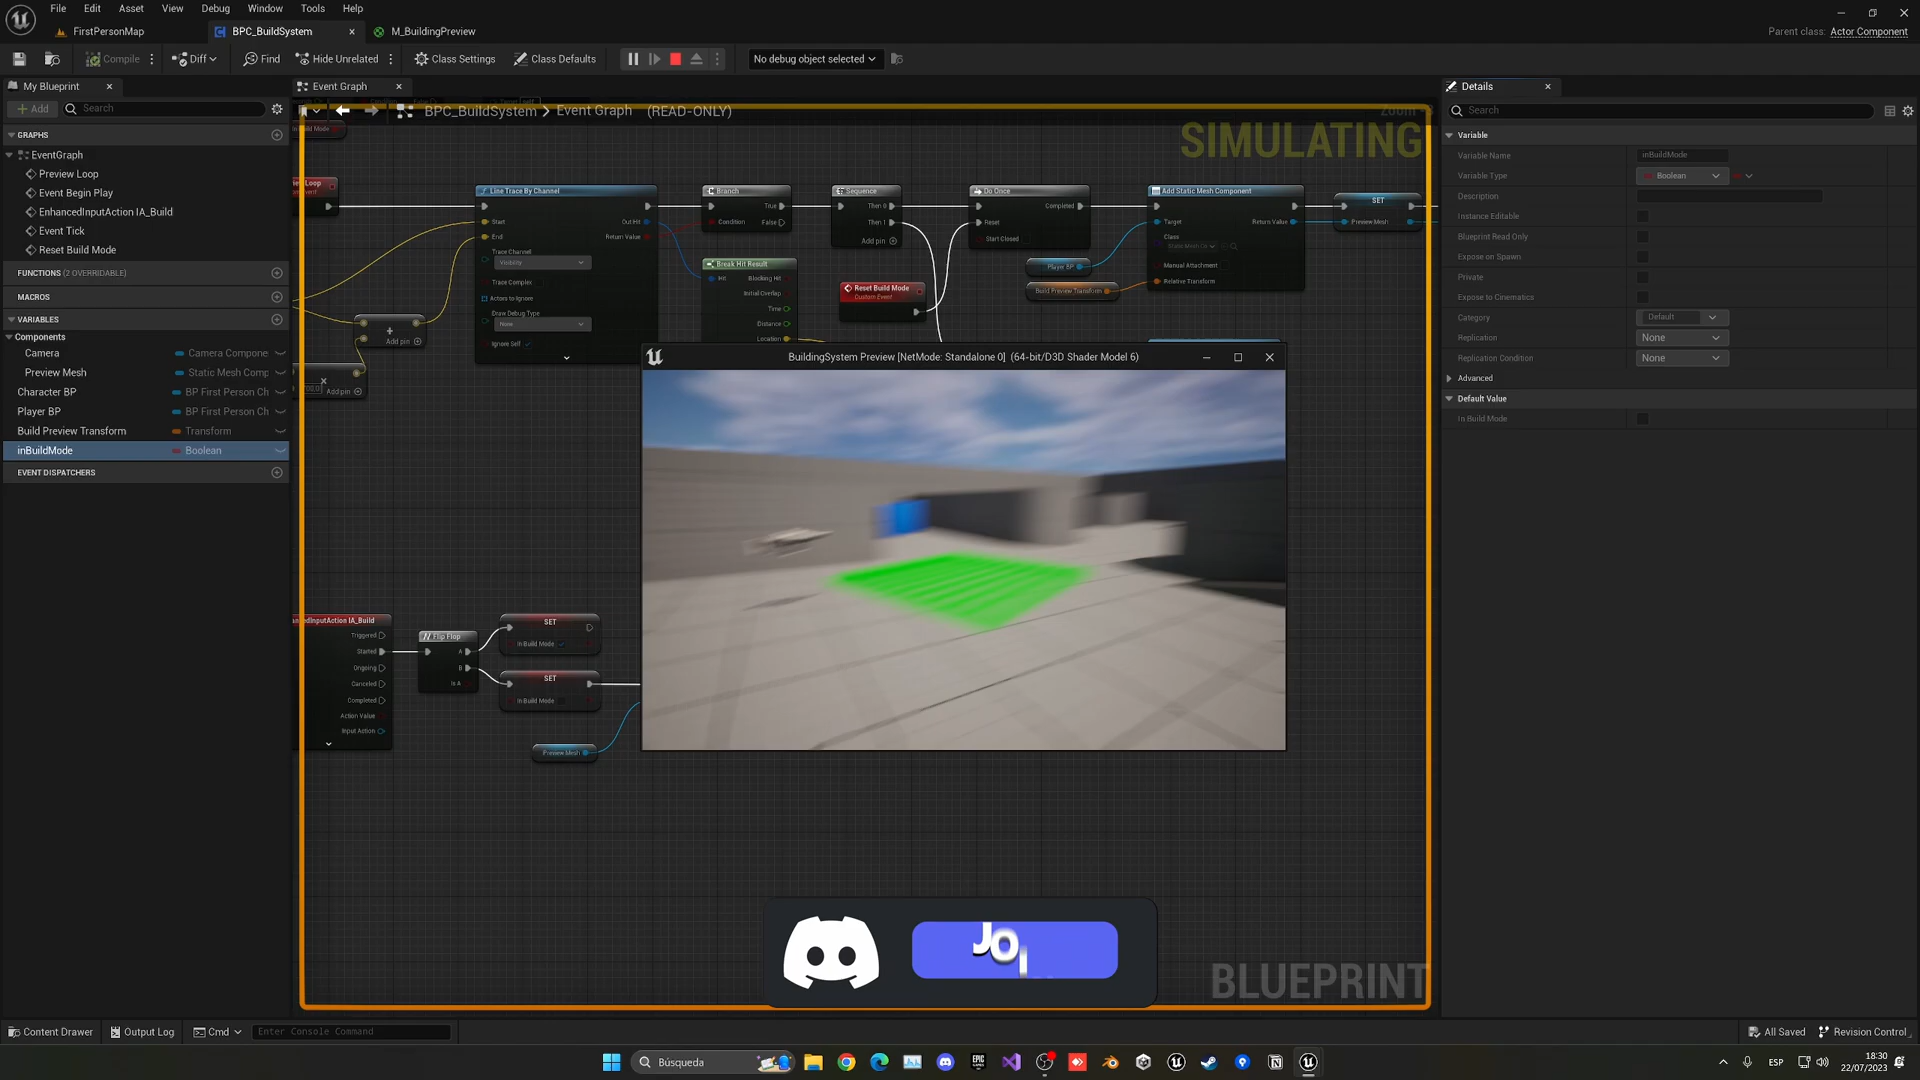 File Edit Asset View Debug Window Tools Help
FirstPersonMap BPC_BuildSystem M_BuildingPreview
Parent class: Actor Component
Compile Diff Find Hide Unrelated Class Settings Class Defaults No debug object selected
My Blueprint
Add Search
GRAPHS
EventGraph
Preview Loop
Event Begin Play
EnhancedInputAction IA_Build
Event Tick
Reset Build Mode
FUNCTIONS (2 OVERRIDABLE)
MACROS
VARIABLES
Components
Camera Camera Compone
Preview Mesh Static Mesh Comp
Character BP BP First Person Ch
Player BP BP First Person Ch
Build Preview Transform Transform
inBuildMode Boolean
EVENT DISPATCHERS
Event Graph
BPC_BuildSystem > Event Graph (READ-ONLY)
Zoom
SIMULATING
In Build Mode
Line Trace By Channel
Start Out Hit
End Return Value
Trace Channel
Visibility
Trace Complex
Actors to Ignore
Draw Debug Type
None
Ignore Self
Branch
True
Condition False
Break Hit Result
Hit Blocking Hit
Initial Overlap
Time
Distance
Location
Sequence
Then 0
Then 1
Add pin
Reset Build Mode
Custom Event
Do Once
Completed
Reset
Start Closed
Player BP
Build Preview Transform
Add Static Mesh Component
Target Return Value
Class
Manual Attachment
Relative Transform
SET
Preview Mesh
Add pin
Add pin
BuildingSystem Preview [NetMode: Standalone 0] (64-bit/D3D Shader Model 6)
ancedInputAction IA_Build
Triggered
Started
Ongoing
Canceled
Completed
Action Value
Input Action
Flip Flop
A
B
Is A
SET
In Build Mode
SET
In Build Mode
Preview Mesh
BLUEPRINT
Details
Search
Variable
Variable Name inBuildMode
Variable Type Boolean
Description
Instance Editable
Blueprint Read Only
Expose on Spawn
Private
Expose to Cinematics
Category Default
Replication None
Replication Condition None
Advanced
Default Value
In Build Mode
Content Drawer Output Log Cmd Enter Console Command
All Saved Revision Control
Búsqueda
ESP
18:30
22/07/2023